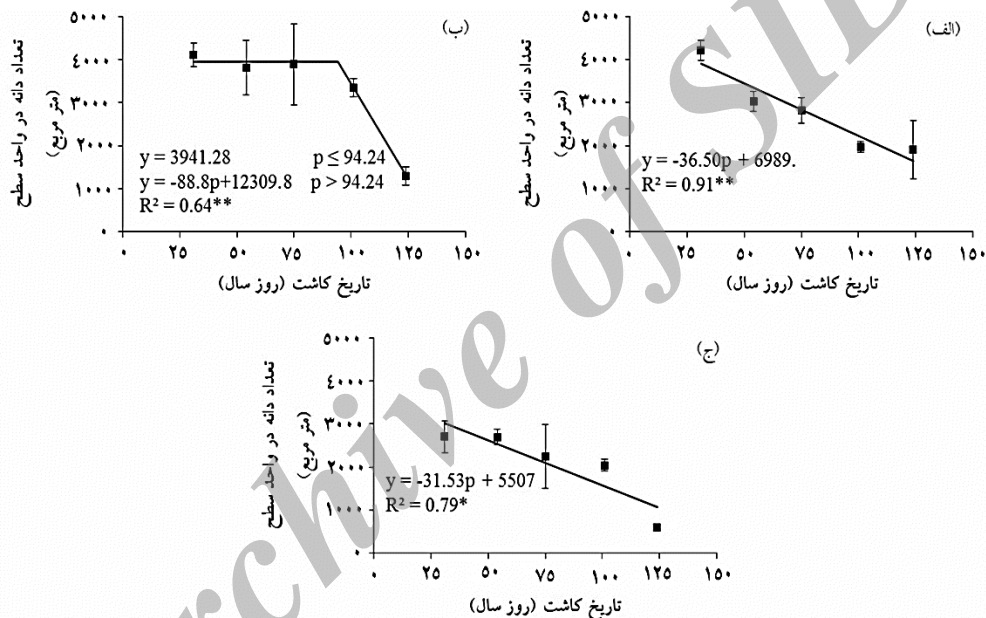 (الف)
تعداد دانه در واحد سطح
(متر مربع)
۵۰۰۰
۴۰۰۰
۳۰۰۰
۲۰۰۰
۱۰۰۰
۰
y = -36.50p + 6989.
R² = 0.91**
۰ ۲۵ ۵۰ ۷۵ ۱۰۰ ۱۲۵ ۱۵۰
تاریخ کاشت (روز سال)
(ب)
تعداد دانه در واحد سطح
(متر مربع)
۵۰۰۰
۴۰۰۰
۳۰۰۰
۲۰۰۰
۱۰۰۰
۰
y = 3941.28 p ≤ 94.24
y = -88.8p+12309.8 p > 94.24
R² = 0.64**
۰ ۲۵ ۵۰ ۷۵ ۱۰۰ ۱۲۵ ۱۵۰
تاریخ کاشت (روز سال)
(ج)
تعداد دانه در واحد سطح
(متر مربع)
۵۰۰۰
۴۰۰۰
۳۰۰۰
۲۰۰۰
۱۰۰۰
۰
y = -31.53p + 5507
R² = 0.79*
۰ ۲۵ ۵۰ ۷۵ ۱۰۰ ۱۲۵ ۱۵۰
تاریخ کاشت (روز سال)
rchive of SI